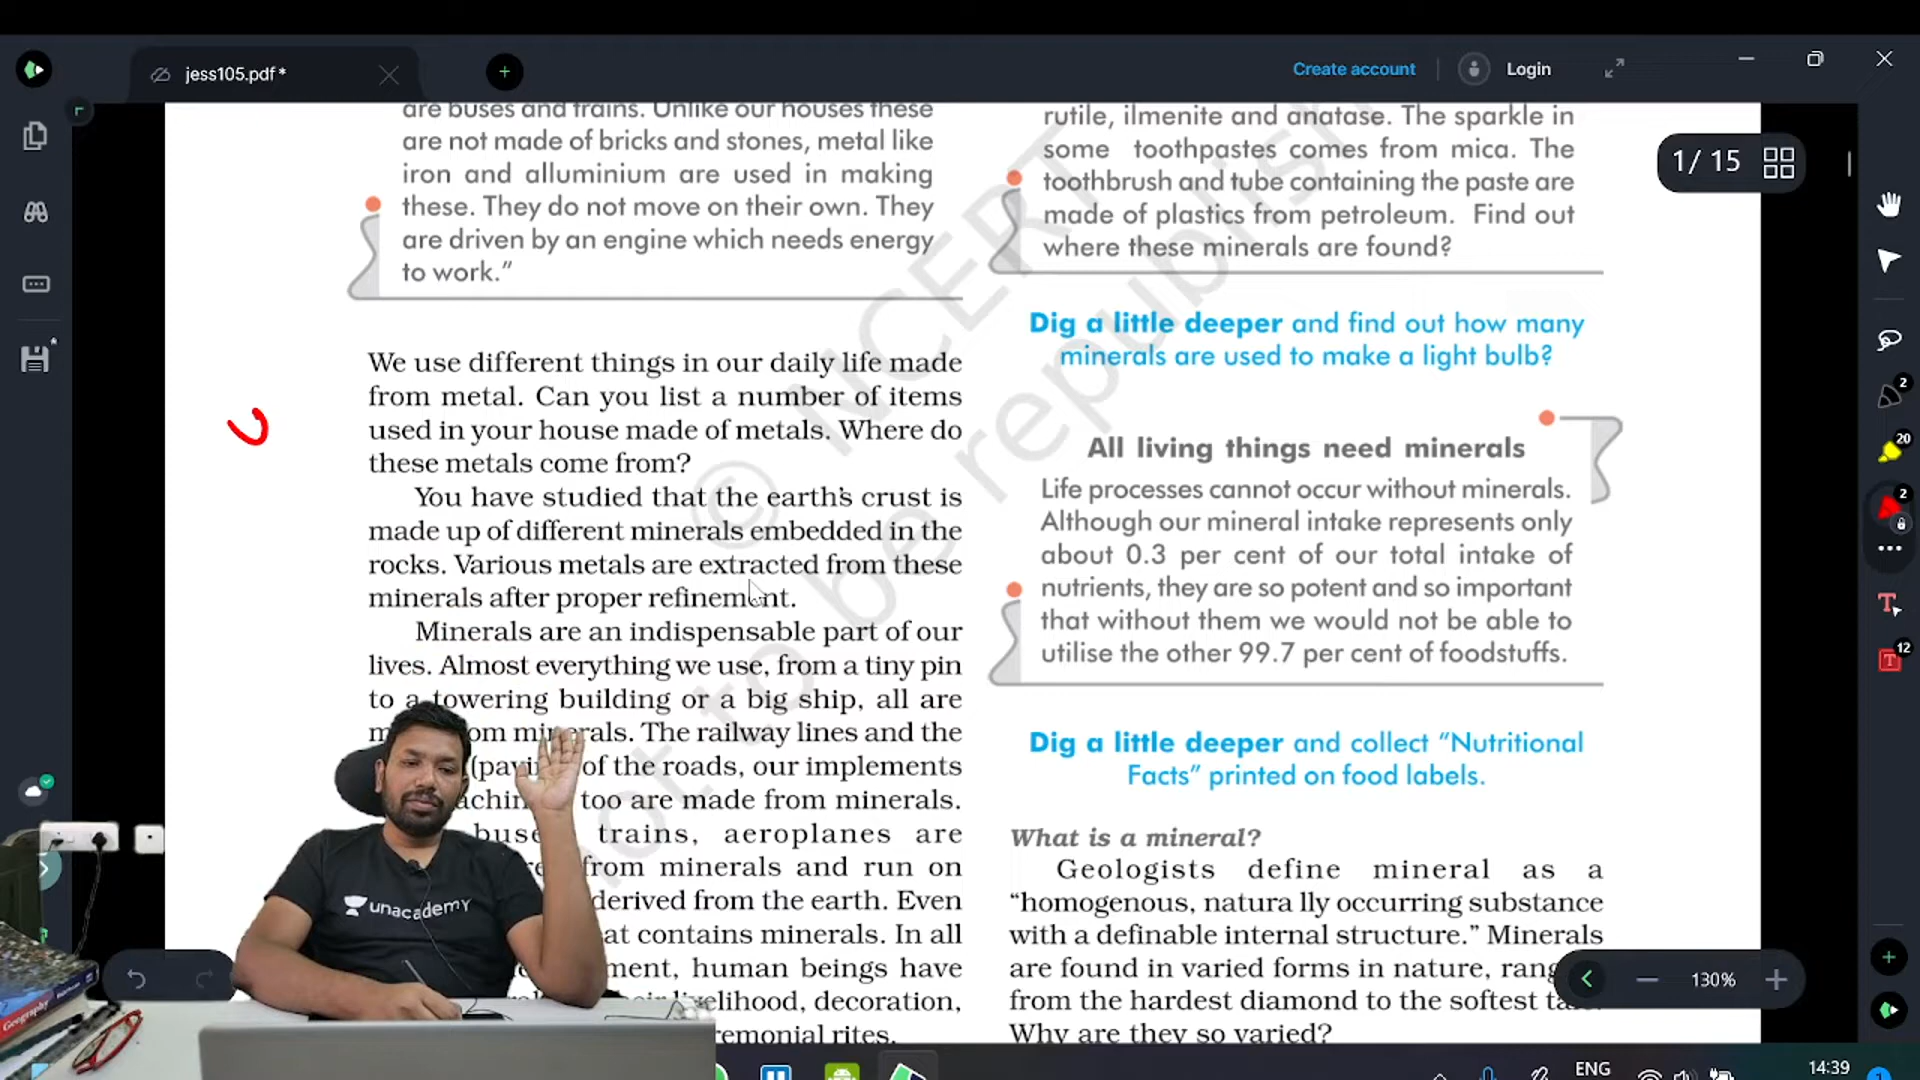 jess105.pdf*
Create account
Login
1/ 15
are buses and trains. Unlike our houses these
are not made of bricks and stones, metal like
iron and alluminium are used in making
these. They do not move on their own. They
are driven by an engine which needs energy
to work.”
We use different things in our daily life made
from metal. Can you list a number of items
used in your house made of metals. Where do
these metals come from?
You have studied that the earth’s crust is
made up of different minerals embedded in the
rocks. Various metals are extracted from these
minerals after proper refinement.
Minerals are an indispensable part of our
lives. Almost everything we use, from a tiny pin
to a towering building or a big ship, all are
minerals. The railway lines and the
of the roads, our implements
too are made from minerals.
trains, aeroplanes are
from minerals and run on
derived from the earth. Even
contains minerals. In all
human beings have
livelihood, decoration,
rites.
rutile, ilmenite and anatase. The sparkle in
some toothpastes comes from mica. The
toothbrush and tube containing the paste are
made of plastics from petroleum. Find out
where these minerals are found?
Dig a little deeper and find out how many
minerals are used to make a light bulb?
All living things need minerals
Life processes cannot occur without minerals.
Although our mineral intake represents only
about 0.3 per cent of our total intake of
nutrients, they are so potent and so important
that without them we would not be able to
utilise the other 99.7 per cent of foodstuffs.
Dig a little deeper and collect “Nutritional
Facts” printed on food labels.
What is a mineral?
Geologists define mineral as a
“homogenous, natura lly occurring substance
with a definable internal structure.” Minerals
are found in varied forms in nature,
from the hardest diamond to the softest
Why are they so varied?
© NCERT
not to be republis
unacademy
Geography
2
20
2
12
130%
ENG
14:39